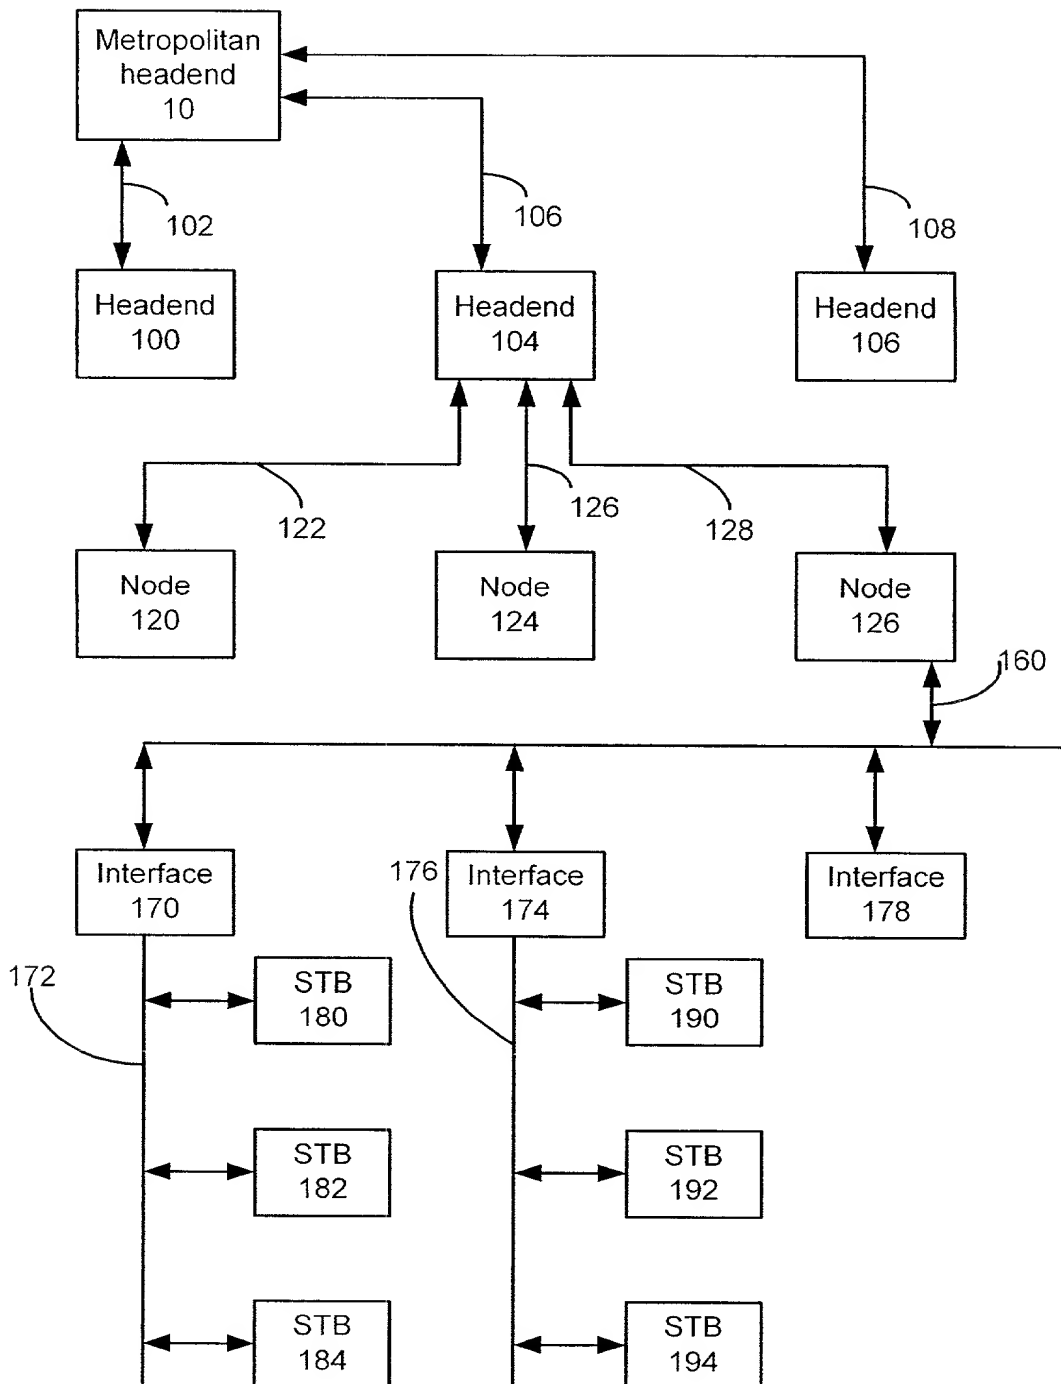 Metropolitan
headend
10
102
106
108
Headend
100
Headend
104
Headend
106
122
126
128
Node
120
Node
124
Node
126
160
Interface
170
176
Interface
174
Interface
178
172
STB
180
STB
190
STB
182
STB
192
STB
184
STB
194